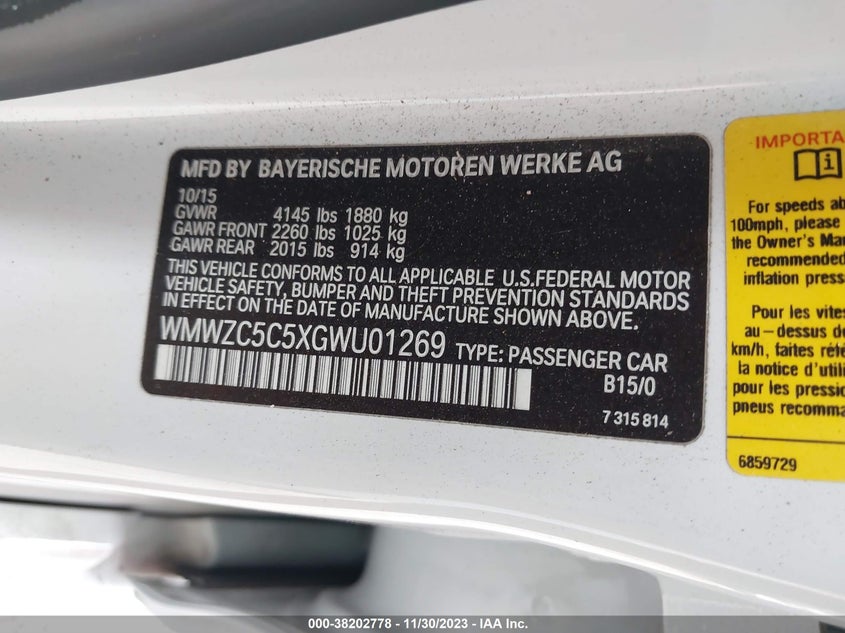 MFD BY BAYERISCHE MOTOREN WERKE AG
10/15
GVWR 4145 lbs 1880 kg
GAWR FRONT 2260 lbs 1025 kg
GAWR REAR 2015 lbs 914 kg
THIS VEHICLE CONFORMS TO ALL APPLICABLE U.S.FEDERAL MOTOR
VEHICLE SAFETY, BUMPER AND THEFT PREVENTION STANDARDS
IN EFFECT ON THE DATE OF MANUFACTURE SHOWN ABOVE.
WMWZC5C5XGWU01269 TYPE: PASSENGER CAR
B15/0
7 315 814
IMPORTA
For speeds ab
100mph, please
the Owner's Ma
recommended
inflation press
Pour les vites
au-dessus de
km/h, faites
la notice d'util
pour les pressio
pneus recomma
6859729
000-38202778 - 11/30/2023 - IAA Inc.